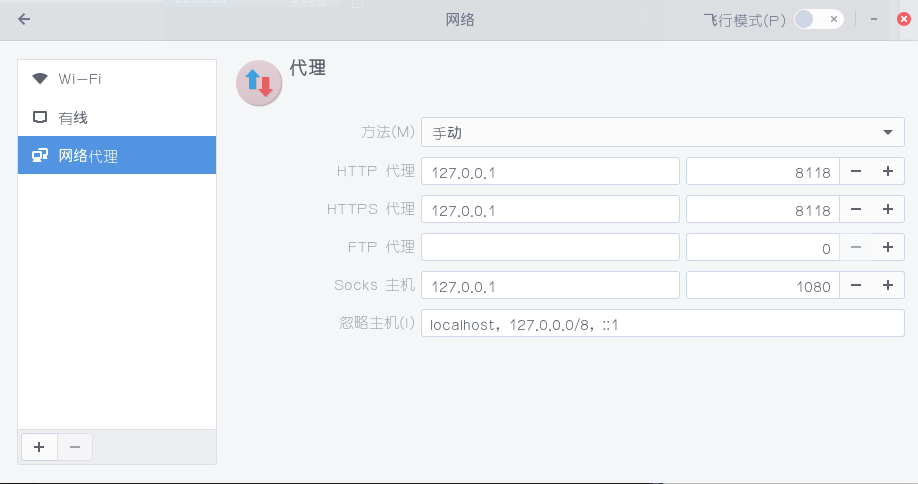 网络
飞行模式(P)
Wi-Fi
有线
网络代理
代理
方法(M) 手动
HTTP 代理 127.0.0.1 8118
HTTPS 代理 127.0.0.1 8118
FTP 代理 0
Socks 主机 127.0.0.1 1080
忽略主机(I) localhost, 127.0.0.0/8, ::1